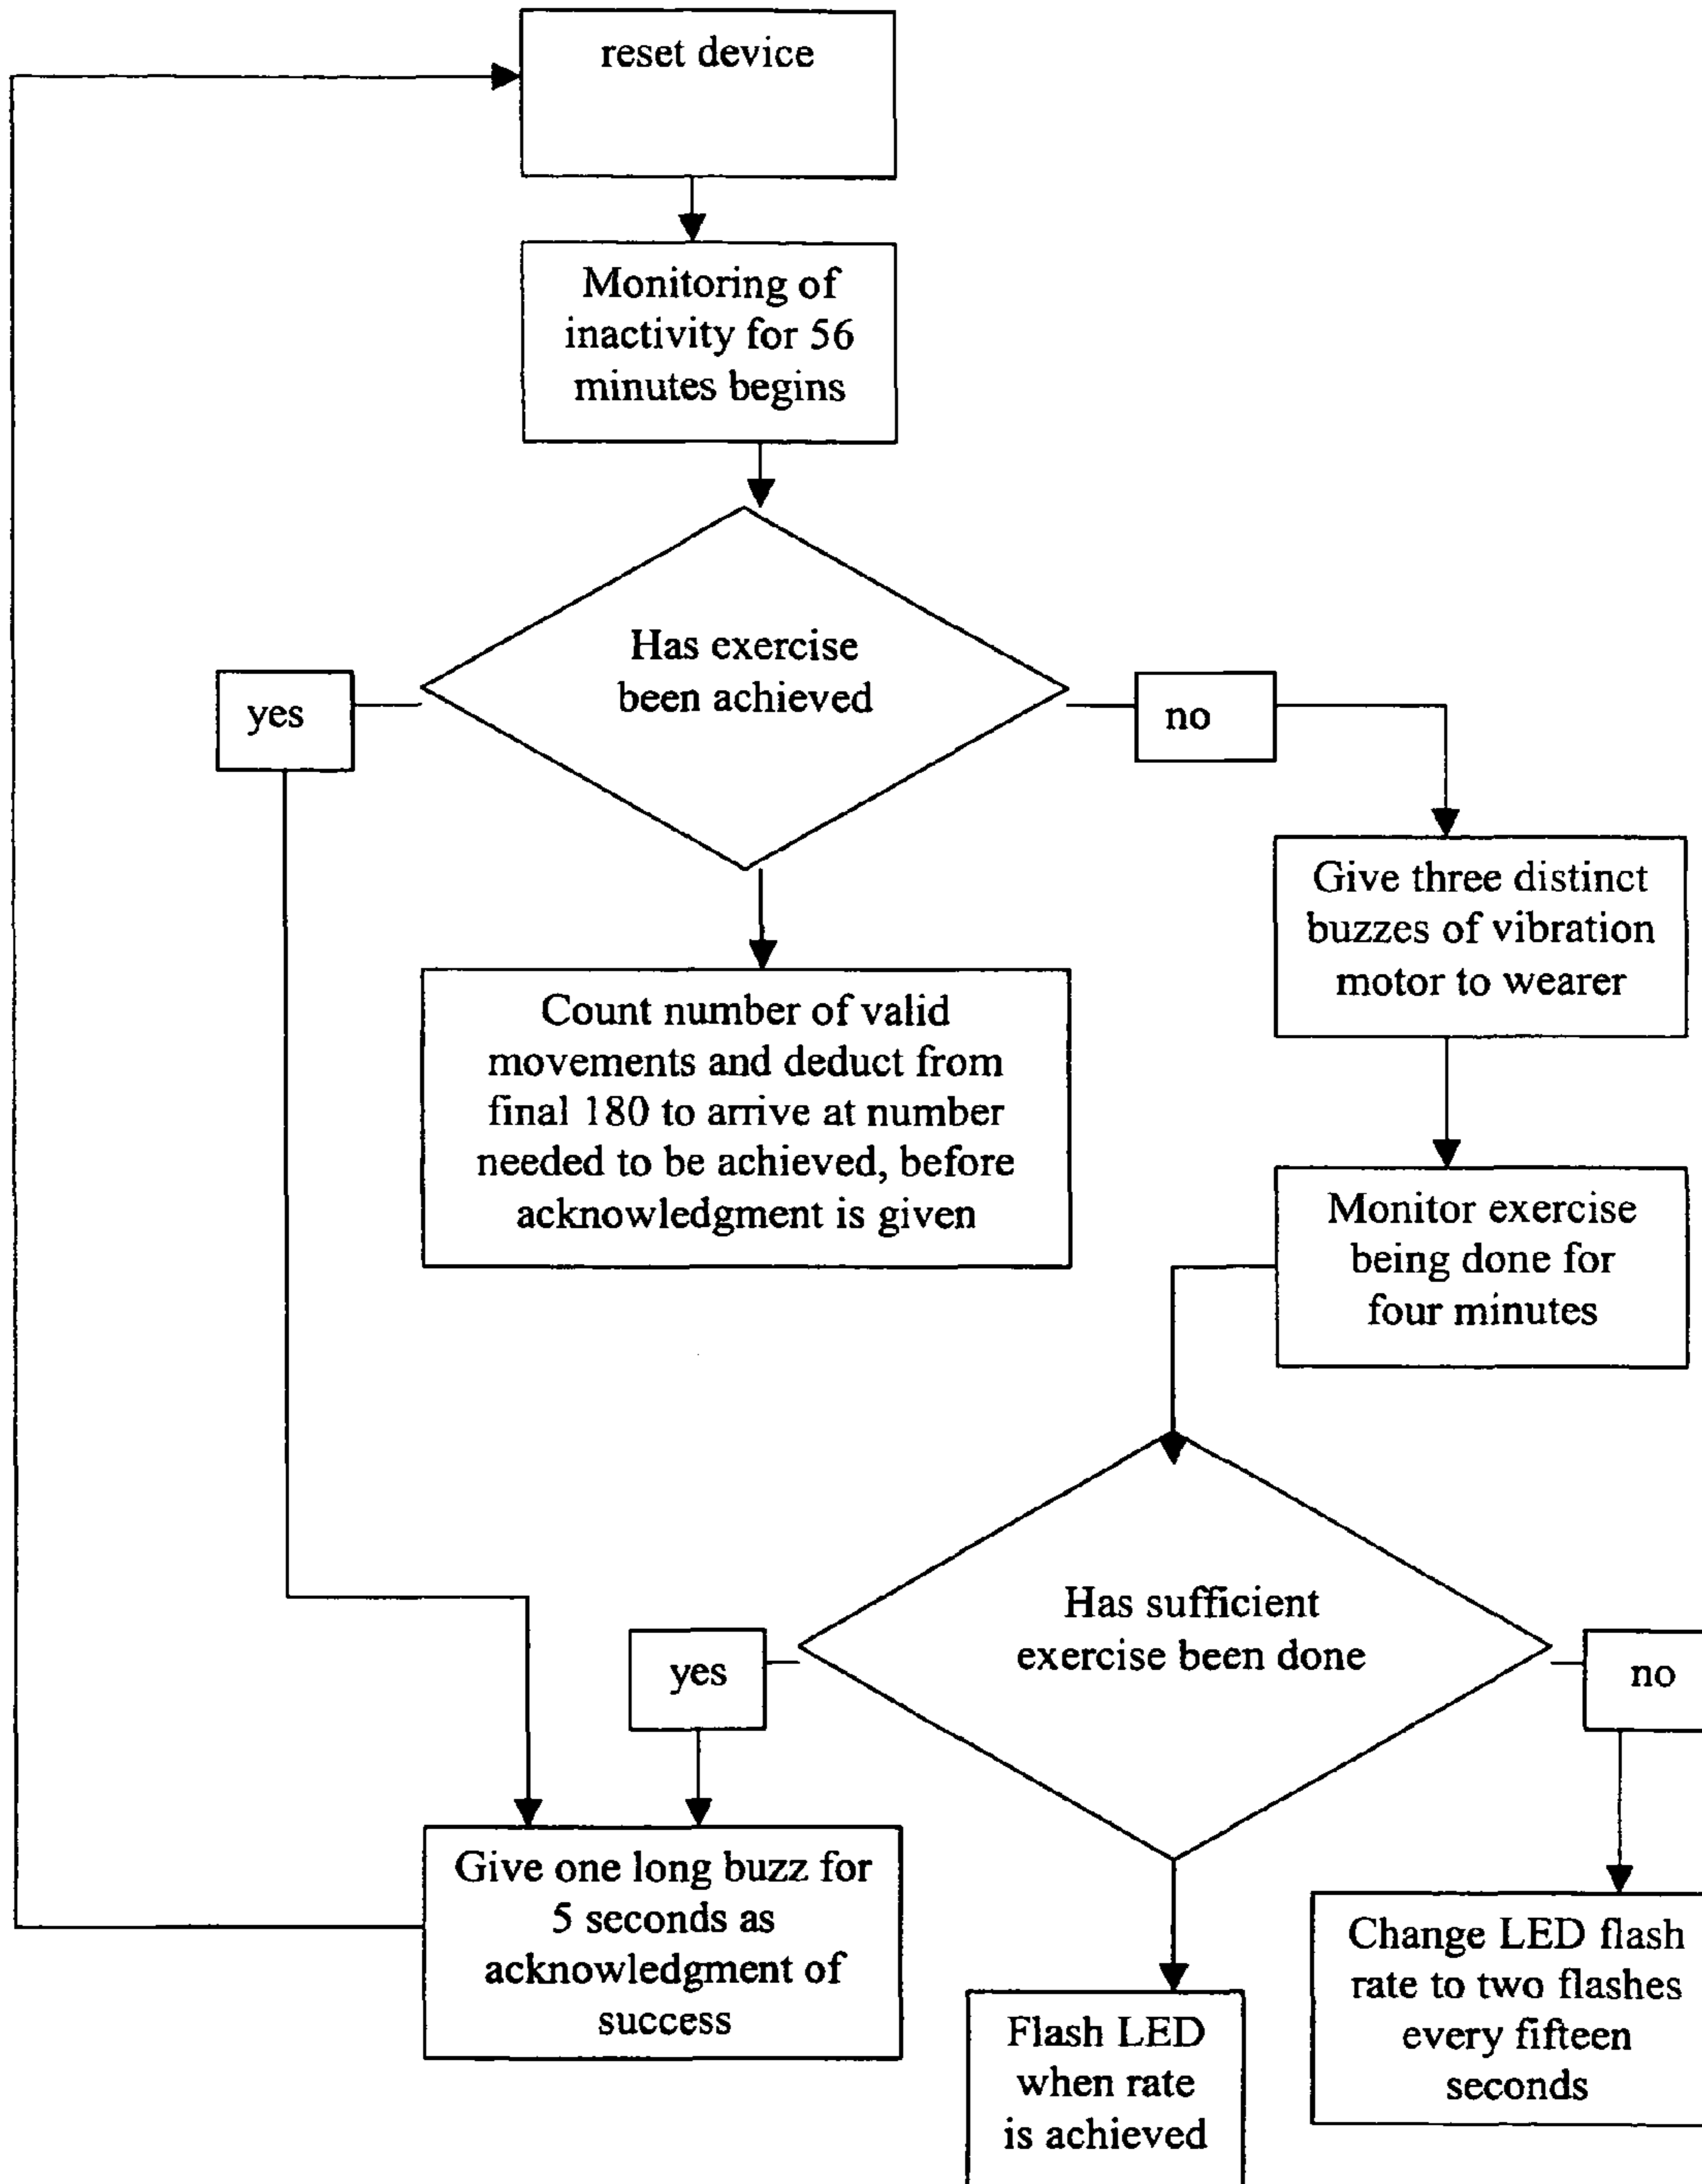 reset device
Monitoring of
inactivity for 56
minutes begins
Has exercise
been achieved
yes
no
Give three distinct
buzzes of vibration
motor to wearer
Count number of valid
movements and deduct from
final 180 to arrive at number
needed to be achieved, before
acknowledgment is given
Monitor exercise
being done for
four minutes
Has sufficient
exercise been done
yes
no
Give one long buzz for
5 seconds as
acknowledgment of
success
Change LED flash
rate to two flashes
every fifteen
seconds
Flash LED
when rate
is achieved